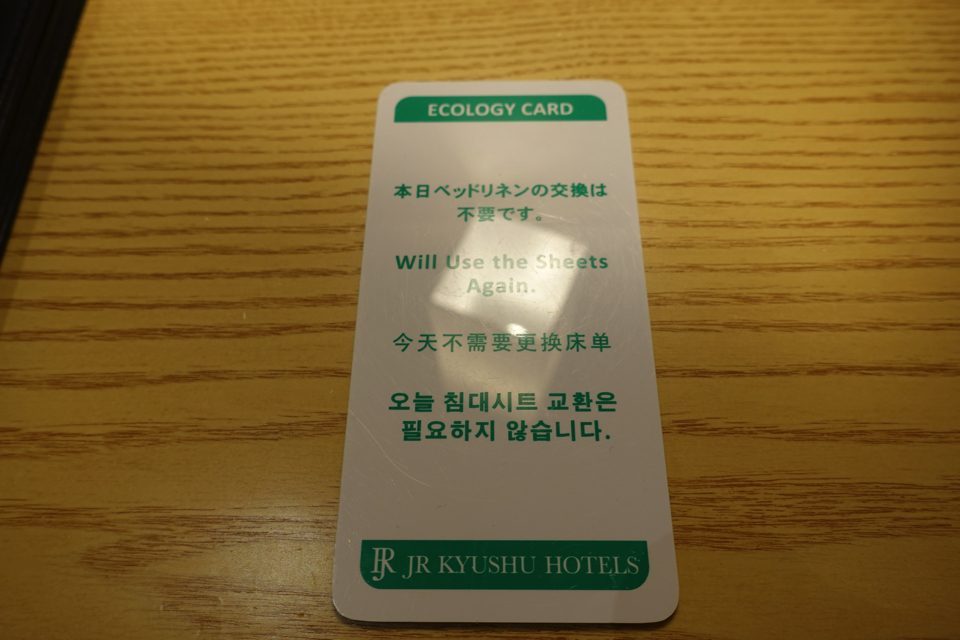 ECOLOGY CARD
本日ベッドリネンの交換は
不要です。
Will Use the Sheets
Again.
今天不需要更换床单
오늘 침대시트 교환은
필요하지 않습니다.
JR JR KYUSHU HOTELS